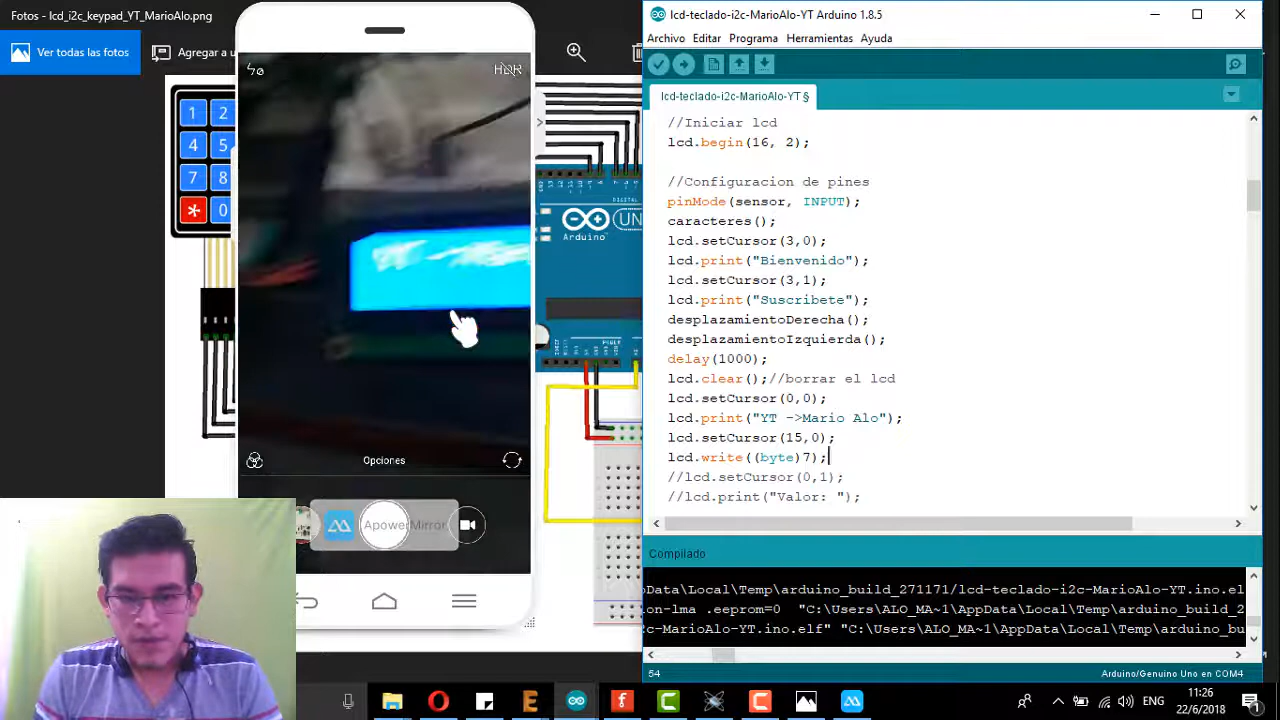 Fotos - lcd_i2c_keypad_YT_MarioAlo.png
Ver todas las fotos
Agregar a u
HDR
1 2
4 5
7 8
* 0
UN
Arduino
DIGITAL
Opciones
ApowerMirror
lcd-teclado-i2c-MarioAlo-YT Arduino 1.8.5
Archivo Editar Programa Herramientas Ayuda
lcd-teclado-i2c-MarioAlo-YT §
//Iniciar lcd
lcd.begin(16, 2);
//Configuracion de pines
pinMode(sensor, INPUT);
caracteres();
lcd.setCursor(3,0);
lcd.print("Bienvenido");
lcd.setCursor(3,1);
lcd.print("Suscribete");
desplazamientoDerecha();
desplazamientoIzquierda();
delay(1000);
lcd.clear();//borrar el lcd
lcd.setCursor(0,0);
lcd.print("YT ->Mario Alo");
lcd.setCursor(15,0);
lcd.write((byte)7);
//lcd.setCursor(0,1);
//lcd.print("Valor: ");
Compilado
pData\Local\Temp\arduino_build_271171/lcd-teclado-i2c-MarioAlo-YT.ino.el
on-lma .eeprom=0 "C:\Users\ALO_MA~1\AppData\Local\Temp\arduino_build_2
c-MarioAlo-YT.ino.elf" "C:\Users\ALO_MA~1\AppData\Local\Temp\arduino_bu
54
Arduino/Genuino Uno en COM4
ENG
11:26
22/6/2018